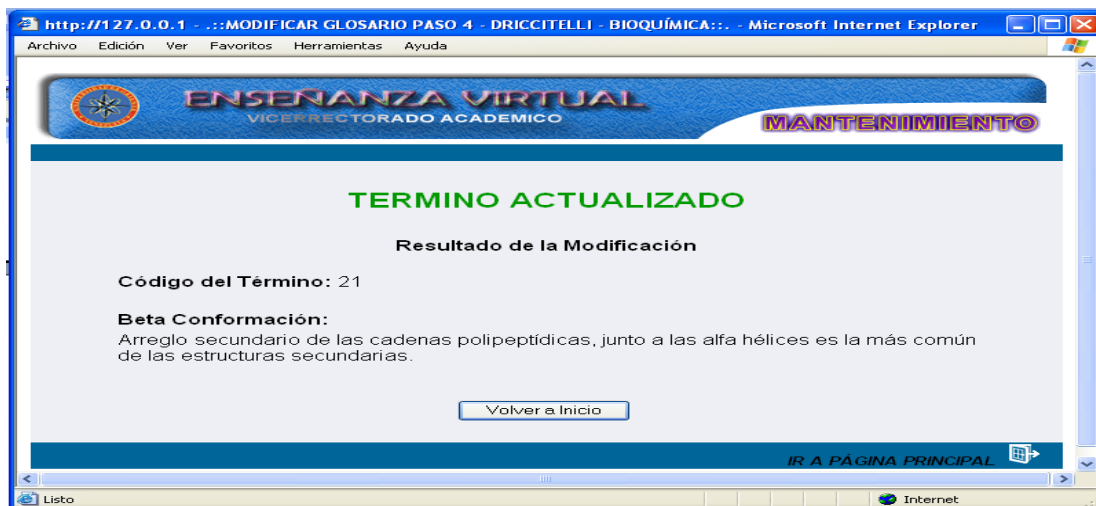 http://127.0.0.1 - .::MODIFICAR GLOSARIO PASO 4 - DRICCITELLI - BIOQUÍMICA::. - Microsoft Internet Explorer
Archivo Edición Ver Favoritos Herramientas Ayuda
ENSEÑANZA VIRTUAL
VICERRECTORADO ACADEMICO
MANTENIMIENTO
TERMINO ACTUALIZADO
Resultado de la Modificación
Código del Término: 21
Beta Conformación:
Arreglo secundario de las cadenas polipeptídicas, junto a las alfa hélices es la más común
de las estructuras secundarias.
Volver a Inicio
IR A PÁGINA PRINCIPAL
Listo
Internet